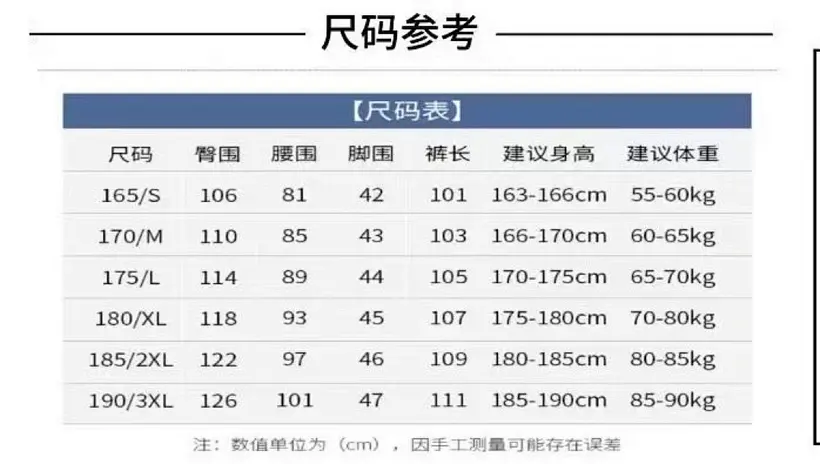 尺码参考
【尺码表】
尺码 臀围 腰围 脚围 裤长 建议身高 建议体重
165/S 106 81 42 101 163-166cm 55-60kg
170/M 110 85 43 103 166-170cm 60-65kg
175/L 114 89 44 105 170-175cm 65-70kg
180/XL 118 93 45 107 175-180cm 70-80kg
185/2XL 122 97 46 109 180-185cm 80-85kg
190/3XL 126 101 47 111 185-190cm 85-90kg
注：数值单位为（cm），因手工测量可能存在误差